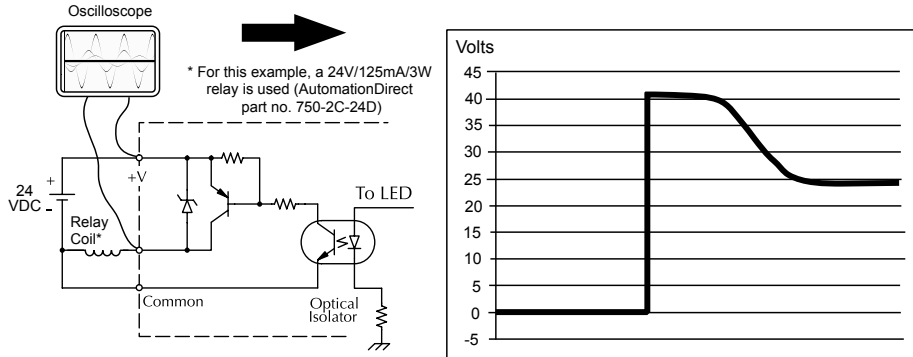 Oscilloscope
* For this example, a 24V/125mA/3W
relay is used (AutomationDirect
part no. 750-2C-24D)
+V
+
24
VDC
-
Relay
Coil*
To LED
Common
Optical
Isolator
Volts
45
40
35
30
25
20
15
10
5
0
-5